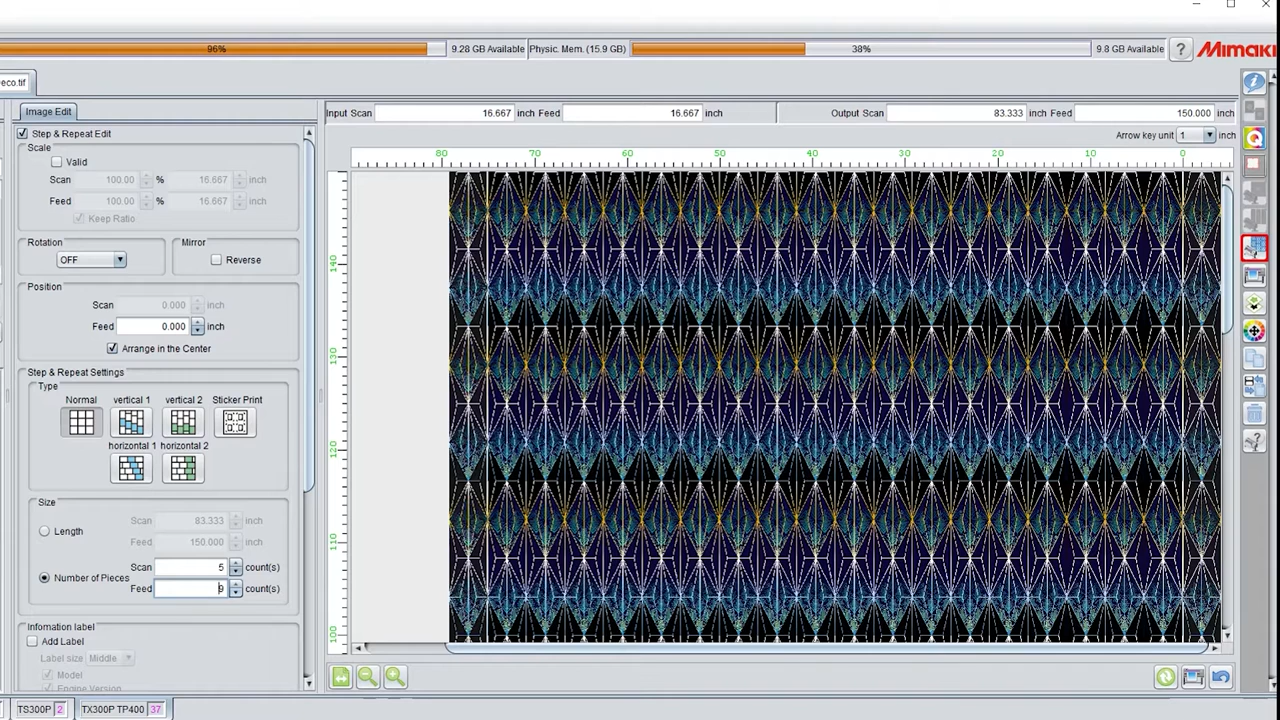 96% 9.28 GB Available Physic. Mem. (15.9 GB) 38% 9.8 GB Available ? Mimaki
eco.tif
Image Edit
Input Scan 16.667 inch Feed 16.667 inch Output Scan 83.333 inch Feed 150.000 inch
Arrow key unit 1 inch
Step & Repeat Edit
Scale
Valid
Scan 100.00 % 16.667 inch
Feed 100.00 % 16.667 inch
Keep Ratio
Rotation
OFF
Mirror
Reverse
Position
Scan 0.000 inch
Feed 0.000 inch
Arrange in the Center
Step & Repeat Settings
Type
Normal vertical 1 vertical 2 Sticker Print
horizontal 1 horizontal 2
Size
Length
Scan 83.333 inch
Feed 150.000 inch
Number of Pieces
Scan 5 count(s)
Feed 9 count(s)
Infomation label
Add Label
Label size Middle
Model
Engine Version
80 70 60 50 40 30 20 10 0
140
130
120
110
100
TS300P 2 TX300P TP400 37